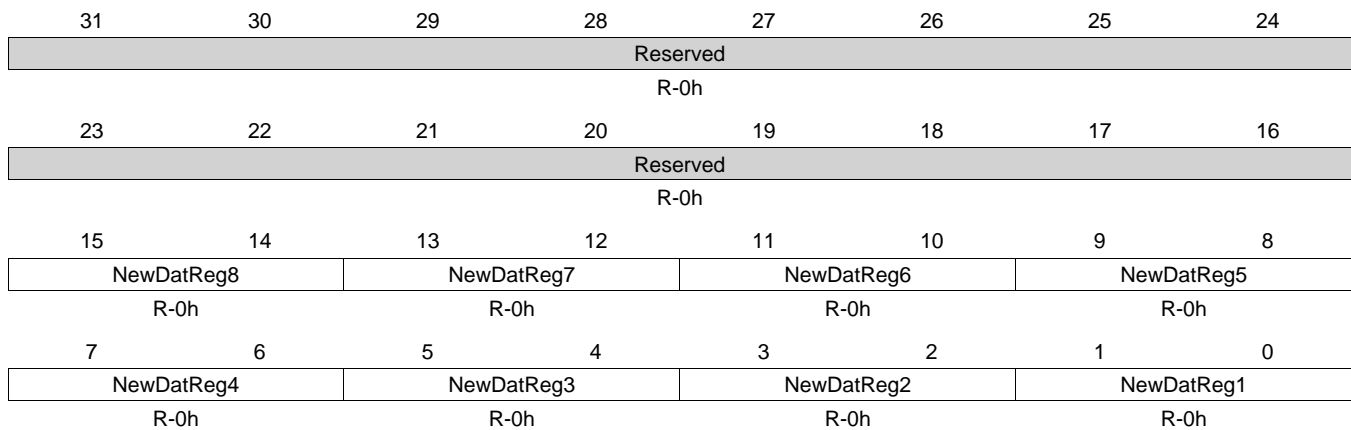 31 30 29 28 27 26 25 24
Reserved
R-0h
23 22 21 20 19 18 17 16
Reserved
R-0h
15 14 13 12 11 10 9 8
NewDatReg8 NewDatReg7 NewDatReg6 NewDatReg5
R-0h R-0h R-0h R-0h
7 6 5 4 3 2 1 0
NewDatReg4 NewDatReg3 NewDatReg2 NewDatReg1
R-0h R-0h R-0h R-0h